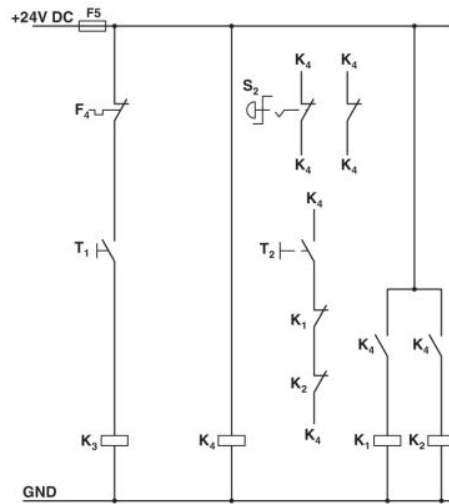 +24V DC F5
K4 K4
S2
F4
K4 K4
K4
T1 T2
K1
K4 K4
K2
K4
K3 K4 K1 K2
GND